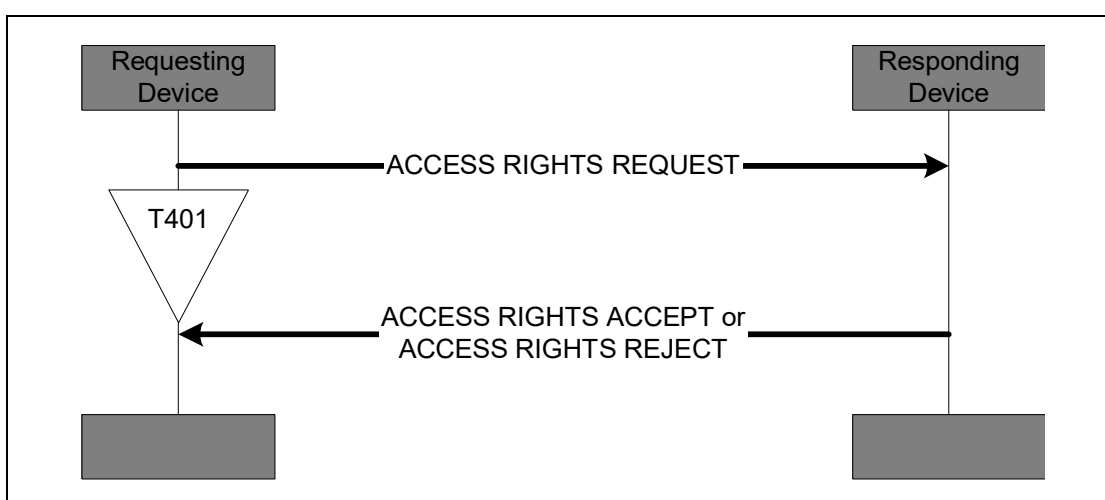 Requesting
Device
Responding
Device
ACCESS RIGHTS REQUEST
T401
ACCESS RIGHTS ACCEPT or
ACCESS RIGHTS REJECT